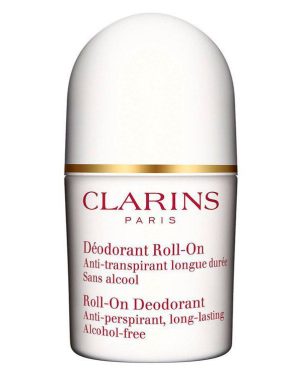 CLARINS
PARIS
Déodorant Roll-On
Anti-transpirant longue durée
Sans alcool
Roll-On Deodorant
Anti-perspirant, long-lasting
Alcohol-free